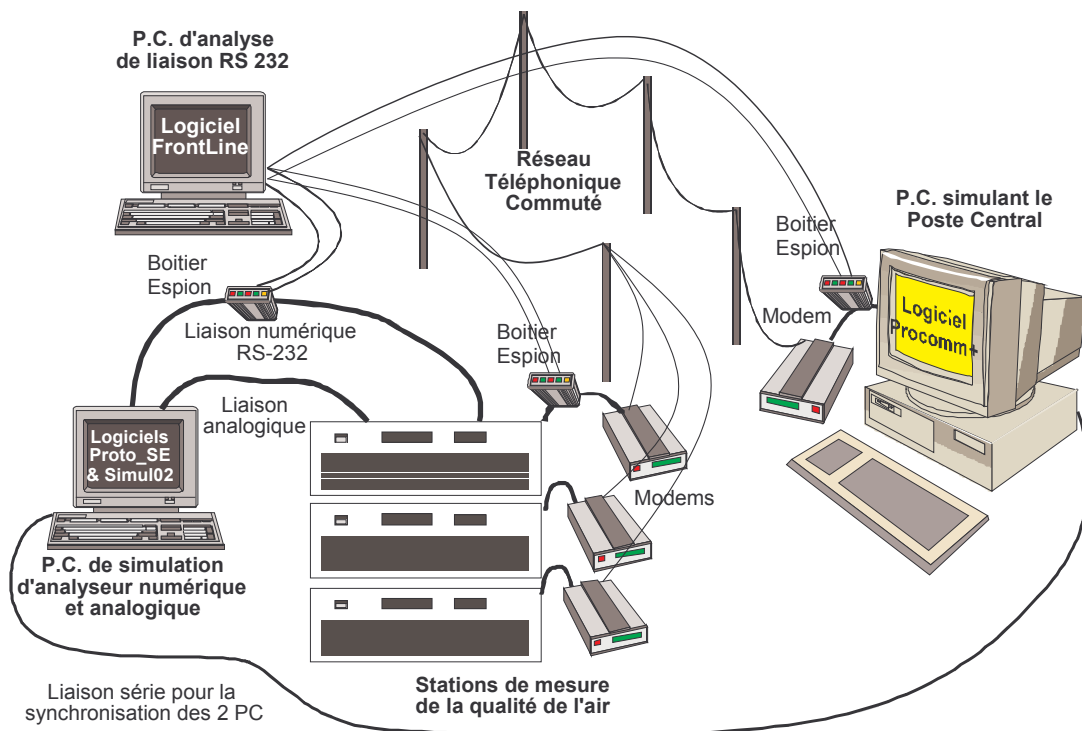 P.C. d'analyse
de liaison RS 232
Logiciel
FrontLine
Réseau
Téléphonique
Commuté
P.C. simulant le
Poste Central
Boitier
Espion
Logiciel
Procomm+
Modem
Boitier
Espion
Liaison numérique
RS-232
Boitier
Espion
Liaison
analogique
Logiciels
Proto_SE
& Simul02
Modems
P.C. de simulation
d'analyseur numérique
et analogique
Stations de mesure
de la qualité de l'air
Liaison série pour la
synchronisation des 2 PC